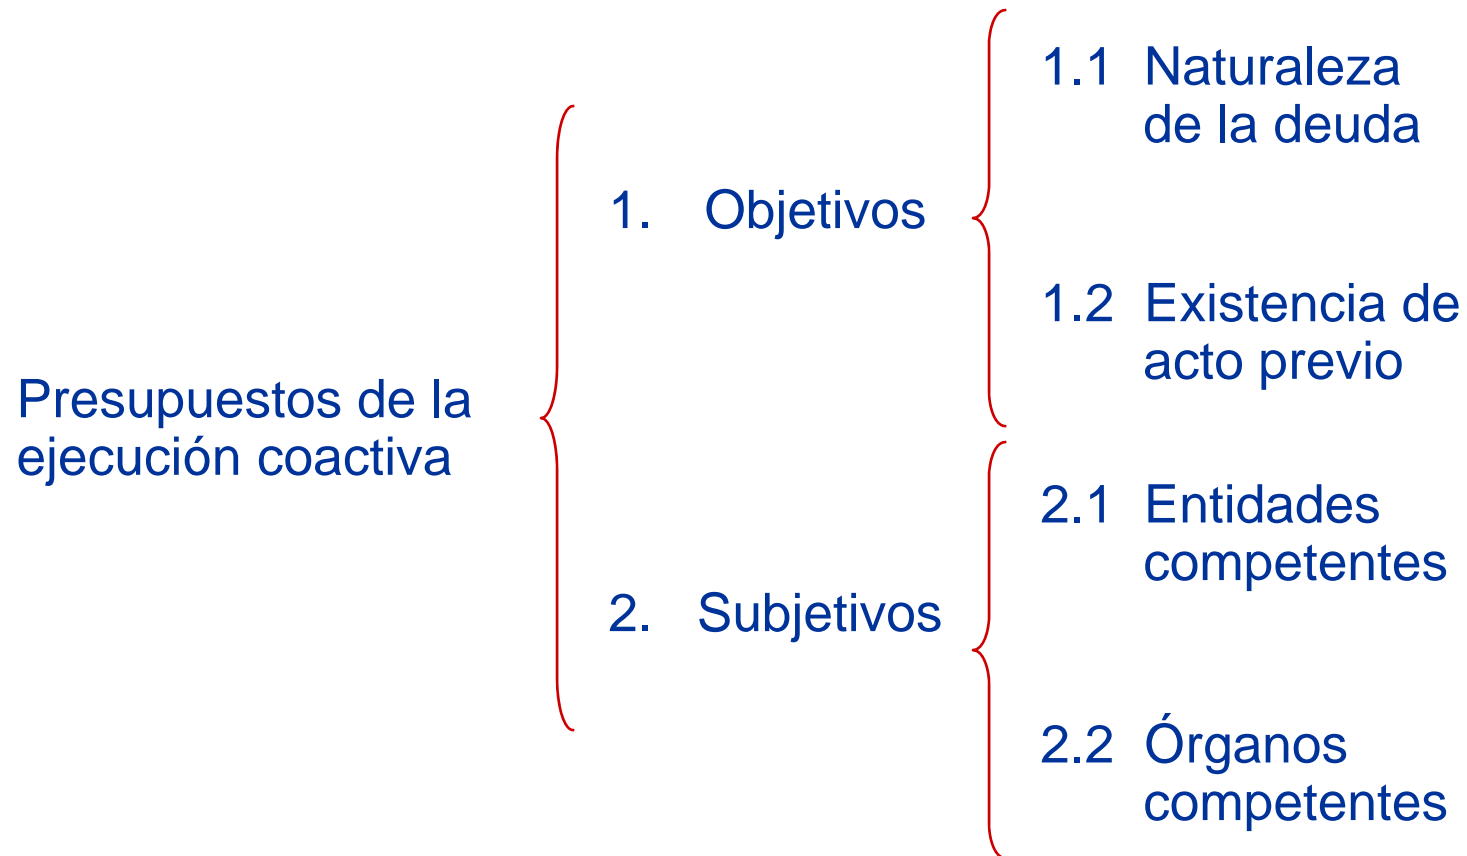 Presupuestos de la
ejecución coactiva
1. Objetivos
1.1 Naturaleza
de la deuda
1.2 Existencia de
acto previo
2. Subjetivos
2.1 Entidades
competentes
2.2 Órganos
competentes